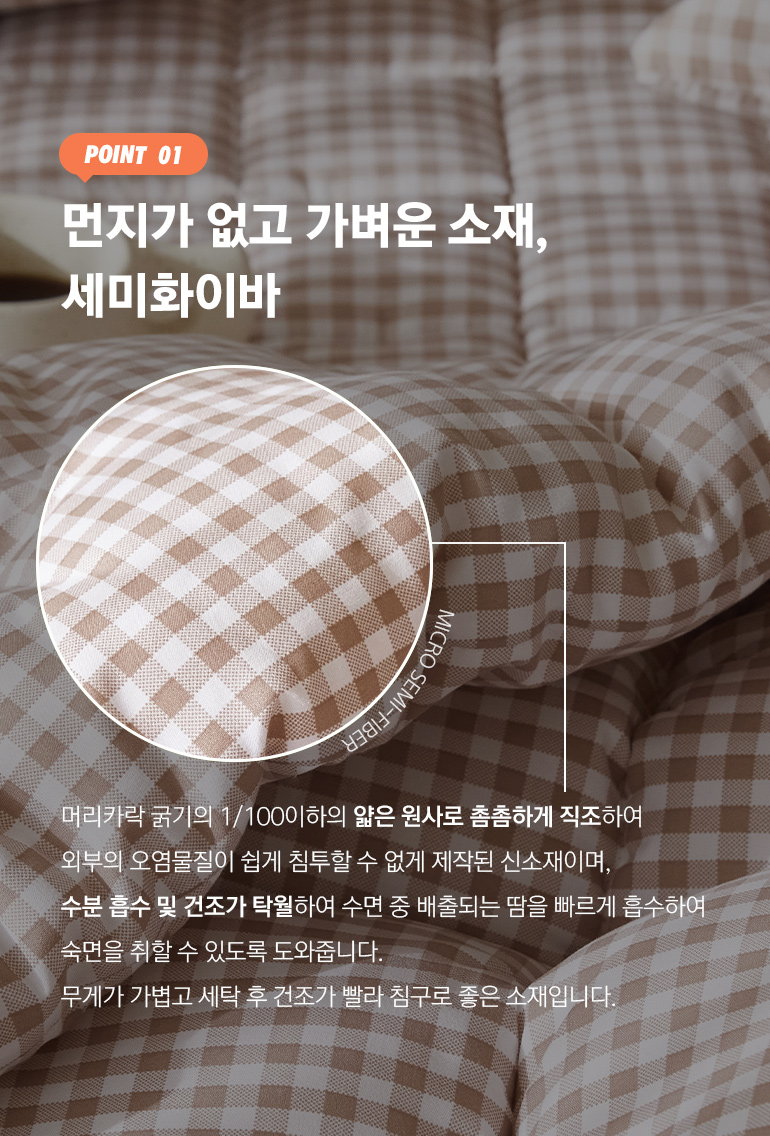 POINT 01
먼지가 없고 가벼운 소재,
세미화이바
MICRO SEMI-FIBER
머리카락 굵기의 1/100이하의 얇은 원사로 촘촘하게 직조하여
외부의 오염물질이 쉽게 침투할 수 없게 제작된 신소재이며,
수분 흡수 및 건조가 탁월하여 수면 중 배출되는 땀을 빠르게 흡수하여
숙면을 취할 수 있도록 도와줍니다.
무게가 가볍고 세탁 후 건조가 빨라 침구로 좋은 소재입니다.